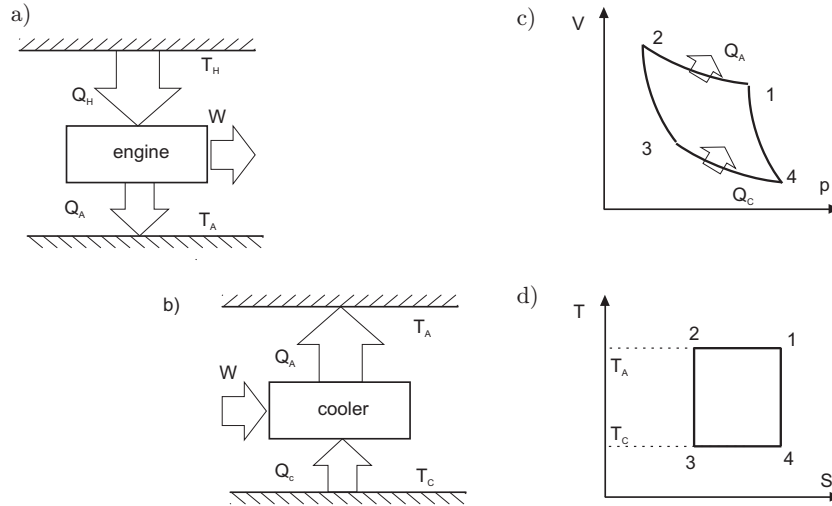 a)
T_H
Q_H
W
engine
Q_A
T_A
b)
T_A
Q_A
W
cooler
Q_c
T_C
c)
V
2
Q_A
1
3
4
Q_C
p
d)
T
2
1
T_A
T_C
3
4
S